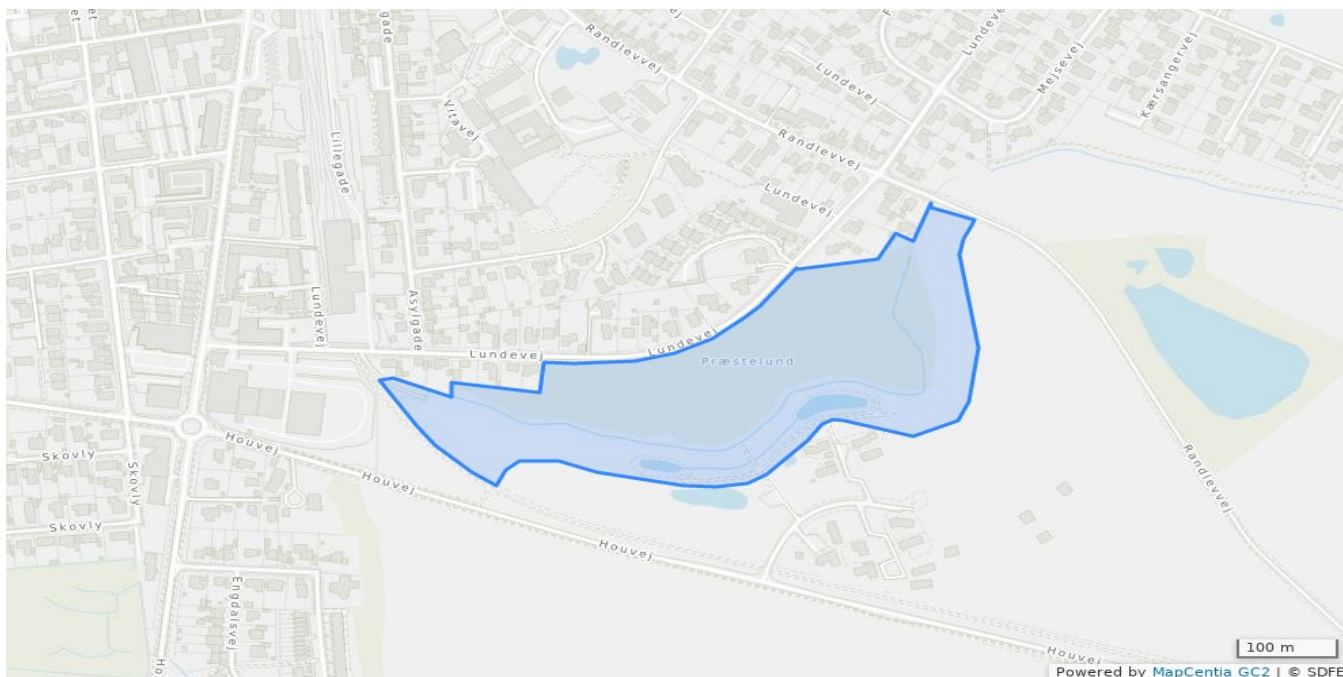 Lillegade
Vitavej
Randlevvej
Lundevej
Lundevej
Mejsevej
Kærsangervej
Randlevvej
Lundevej
Lundevej
Asylgade
Lundevej
Lundevej
Præstelund
Randlevvej
Skovly
Skovly
Skovly
Houvej
Houvej
Houvej
Houvej
Engdalsvej
100 m
Powered by MapCentia GC2 | © SDFE